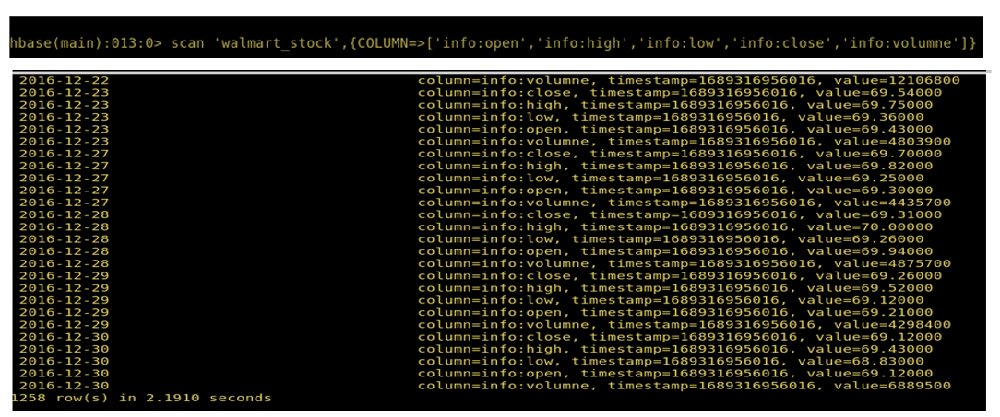 hbase(main):013:0> scan 'walmart_stock',{COLUMN=>['info:open','info:high','info:low','info:close','info:volumne']}
2016-12-22 column=info:volumne, timestamp=1689316956016, value=12106800
2016-12-23 column=info:close, timestamp=1689316956016, value=69.54000
2016-12-23 column=info:high, timestamp=1689316956016, value=69.75000
2016-12-23 column=info:low, timestamp=1689316956016, value=69.36000
2016-12-23 column=info:open, timestamp=1689316956016, value=69.43000
2016-12-23 column=info:volumne, timestamp=1689316956016, value=4803900
2016-12-27 column=info:close, timestamp=1689316956016, value=69.70000
2016-12-27 column=info:high, timestamp=1689316956016, value=69.82000
2016-12-27 column=info:low, timestamp=1689316956016, value=69.25000
2016-12-27 column=info:open, timestamp=1689316956016, value=69.30000
2016-12-27 column=info:volumne, timestamp=1689316956016, value=4435700
2016-12-28 column=info:close, timestamp=1689316956016, value=69.31000
2016-12-28 column=info:high, timestamp=1689316956016, value=70.00000
2016-12-28 column=info:low, timestamp=1689316956016, value=69.26000
2016-12-28 column=info:open, timestamp=1689316956016, value=69.94000
2016-12-28 column=info:volumne, timestamp=1689316956016, value=4875700
2016-12-29 column=info:close, timestamp=1689316956016, value=69.26000
2016-12-29 column=info:high, timestamp=1689316956016, value=69.52000
2016-12-29 column=info:low, timestamp=1689316956016, value=69.12000
2016-12-29 column=info:open, timestamp=1689316956016, value=69.21000
2016-12-29 column=info:volumne, timestamp=1689316956016, value=4298400
2016-12-30 column=info:close, timestamp=1689316956016, value=69.12000
2016-12-30 column=info:high, timestamp=1689316956016, value=69.43000
2016-12-30 column=info:low, timestamp=1689316956016, value=68.83000
2016-12-30 column=info:open, timestamp=1689316956016, value=69.12000
2016-12-30 column=info:volumne, timestamp=1689316956016, value=6889500
1258 row(s) in 2.1910 seconds